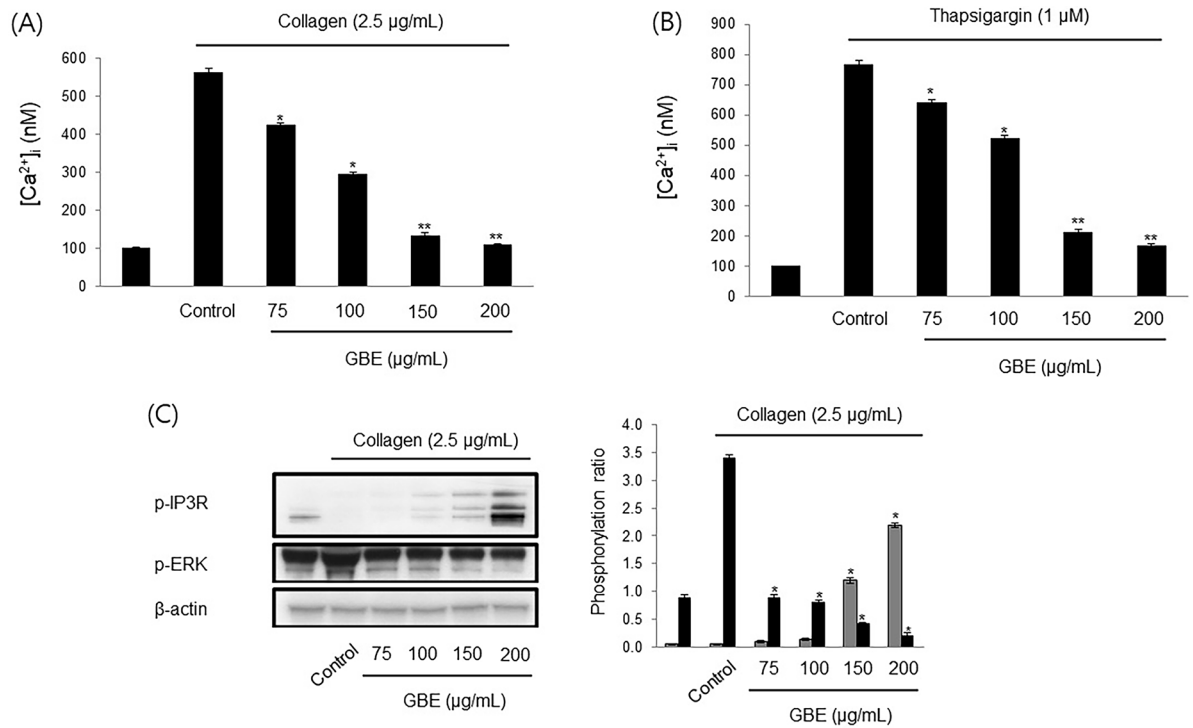 (A)
Collagen (2.5 µg/mL)
600
500
400
300
200
100
0
[Ca²⁺]ᵢ (nM)
*
*
**
**
Control 75 100 150 200
GBE (µg/mL)
(B)
Thapsigargin (1 µM)
900
800
700
600
500
400
300
200
100
0
[Ca²⁺]ᵢ (nM)
*
*
**
**
Control 75 100 150 200
GBE (µg/mL)
(C)
Collagen (2.5 µg/mL)
p-IP3R
p-ERK
β-actin
Control 75 100 150 200
GBE (µg/mL)
Collagen (2.5 µg/mL)
4.0
3.5
3.0
2.5
2.0
1.5
1.0
0.5
0.0
Phosphorylation ratio
*
*
*
*
*
*
Control 75 100 150 200
GBE (µg/mL)